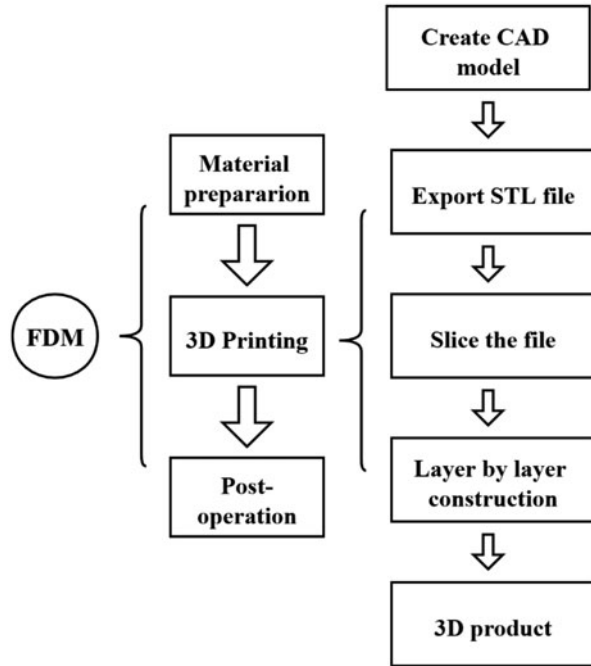 FDM
Material
prepararion
3D Printing
Post-
operation
Create CAD
model
Export STL file
Slice the file
Layer by layer
construction
3D product